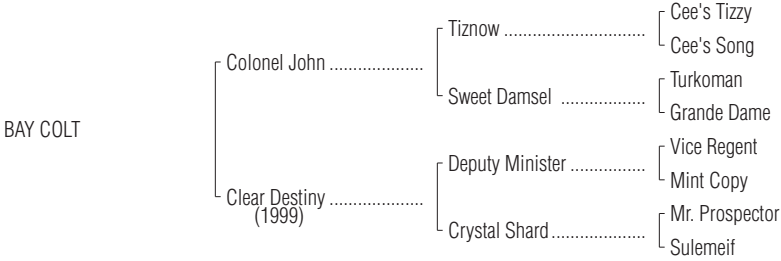 Cee's Tizzy
Tiznow ..............................
Cee's Song
Colonel John ....................
Turkoman
Sweet Damsel ..................
Grande Dame
BAY COLT
Vice Regent
Deputy Minister ................
Mint Copy
Clear Destiny ....................
(1999)
Mr. Prospector
Crystal Shard....................
Sulemeif